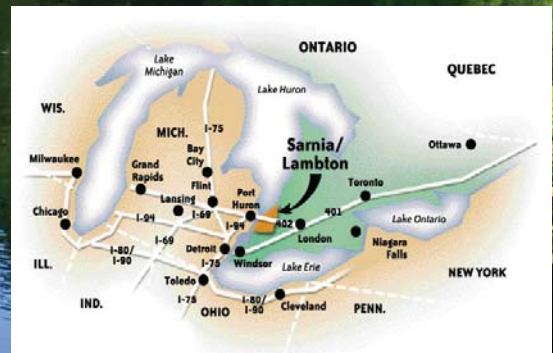 ONTARIO
QUEBEC
Lake
Michigan
Lake Huron
WIS.
MICH.
I-75
Bay
City
Sarnia/
Lambton
Ottawa
Milwaukee
Grand
Rapids
Flint
Port
Huron
Toronto
Lansing
I-69
401
Lake Ontario
Chicago
I-94
I-94
402
London
I-69
Detroit
Niagara
Falls
I-80/
I-90
I-75
Windsor
Lake Erie
ILL.
Toledo
NEW YORK
IND.
I-75
OHIO
I-80/
I-90
Cleveland
PENN.